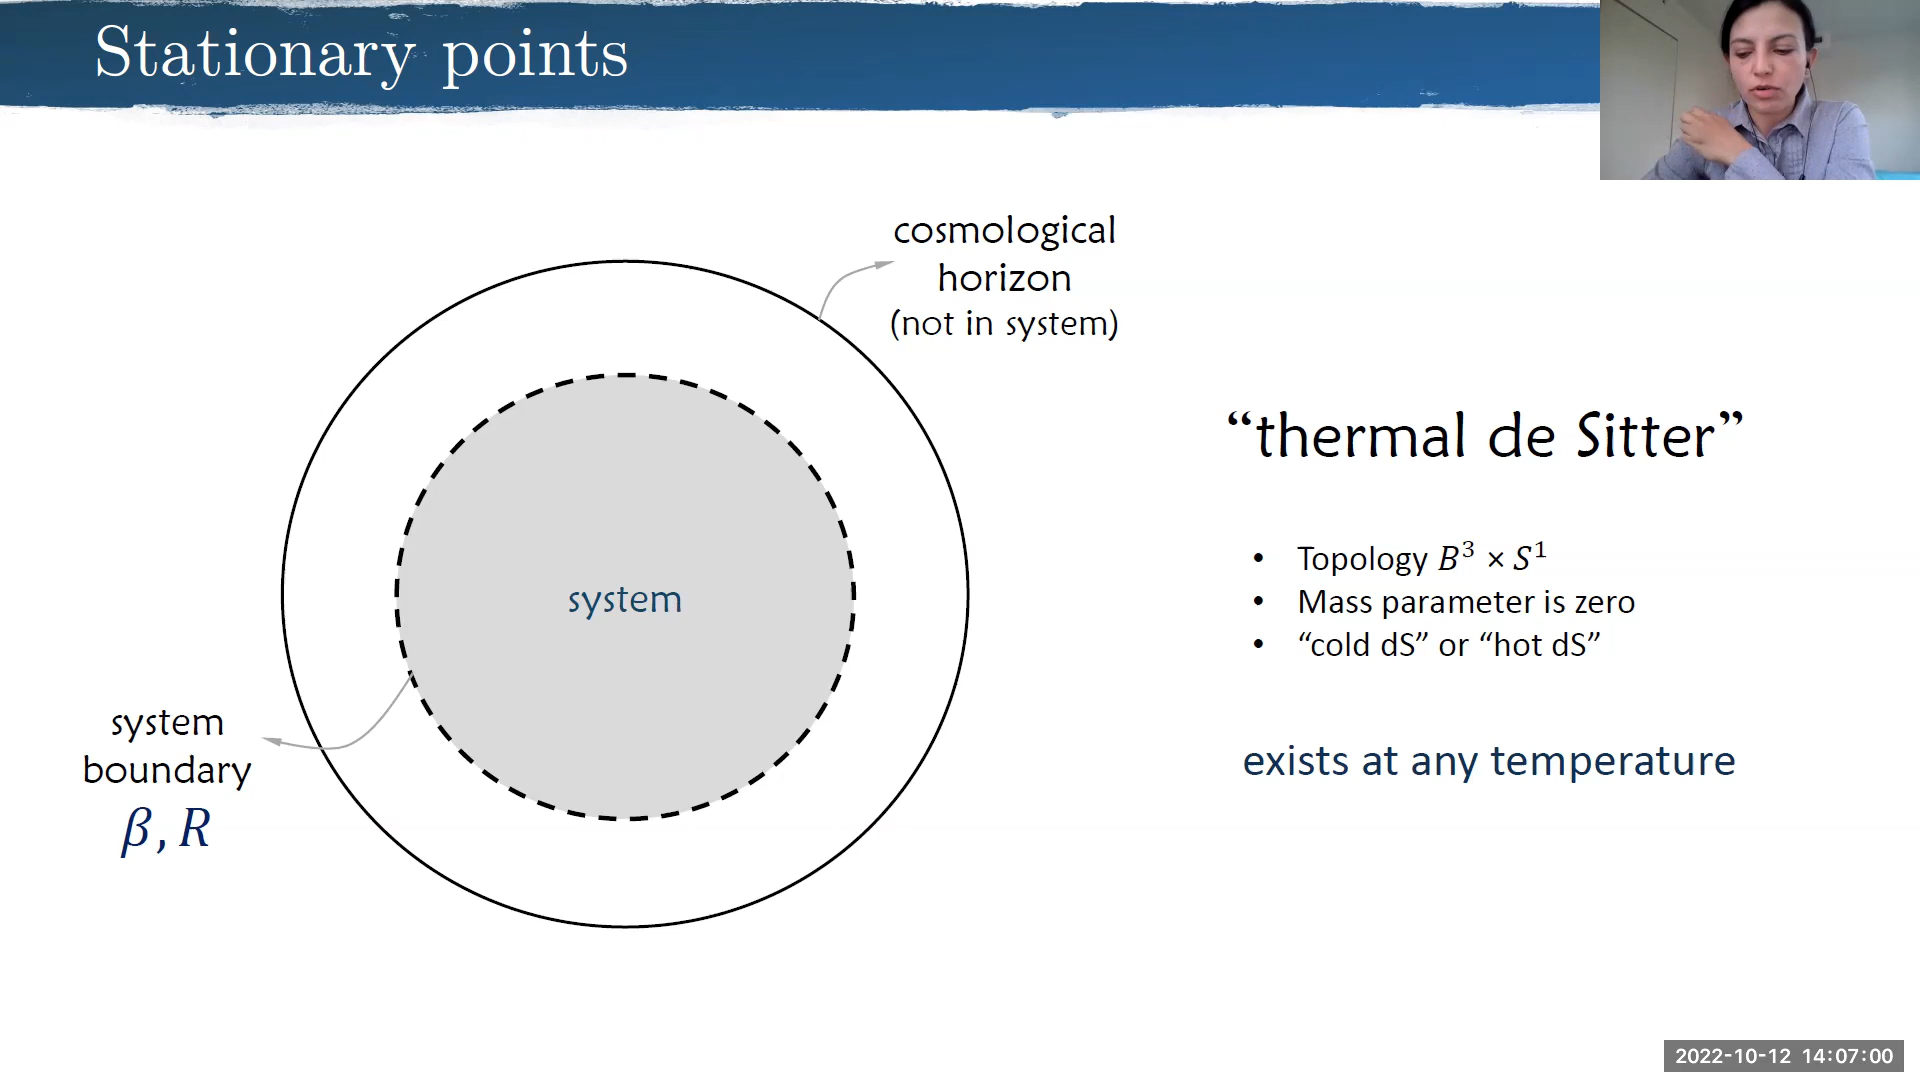 Stationary points
cosmological
horizon
(not in system)
“thermal de Sitter”
• Topology 𝐵³ × 𝑆¹
• Mass parameter is zero
• “cold dS” or “hot dS”
system
exists at any temperature
system
boundary
𝛽, 𝑅
2022-10-12 14:07:00